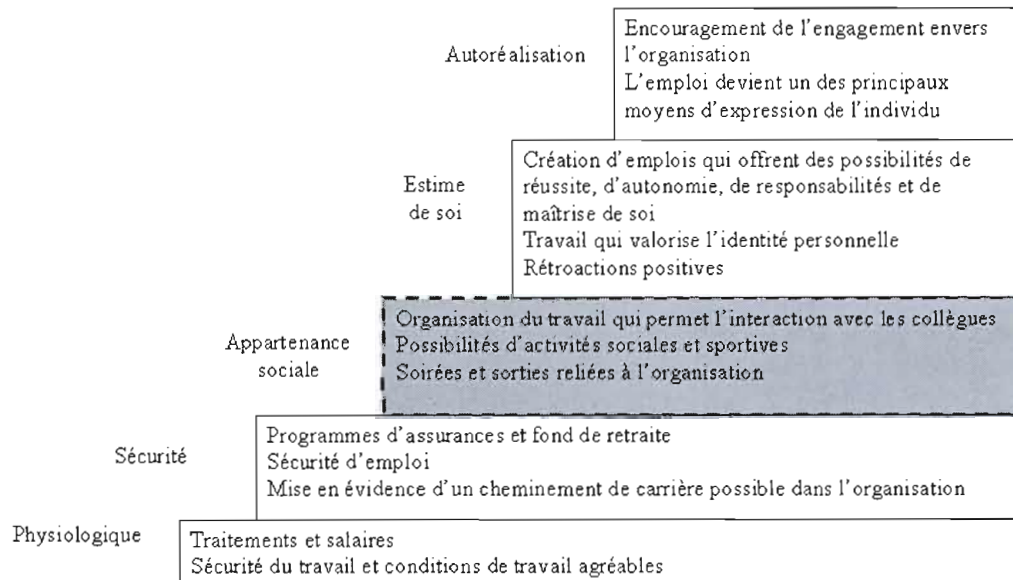 Autoréalisation
Encouragement de l'engagement envers
l'organisation
L'emploi devient un des principaux
moyens d'expression de l'individu
Estime
de soi
Création d'emplois qui offrent des possibilités de
réussite, d'autonomie, de responsabilités et de
maîtrise de soi
Travail qui valorise l'identité personnelle
Rétroactions positives
Appartenance
sociale
Organisation du travail qui permet l'interaction avec les collègues
Possibilités d'activités sociales et sportives
Soirées et sorties reliées à l'organisation
Sécurité
Programmes d'assurances et fond de retraite
Sécurité d'emploi
Mise en évidence d'un cheminement de carrière possible dans l'organisation
Physiologique
Traitements et salaires
Sécurité du travail et conditions de travail agréables